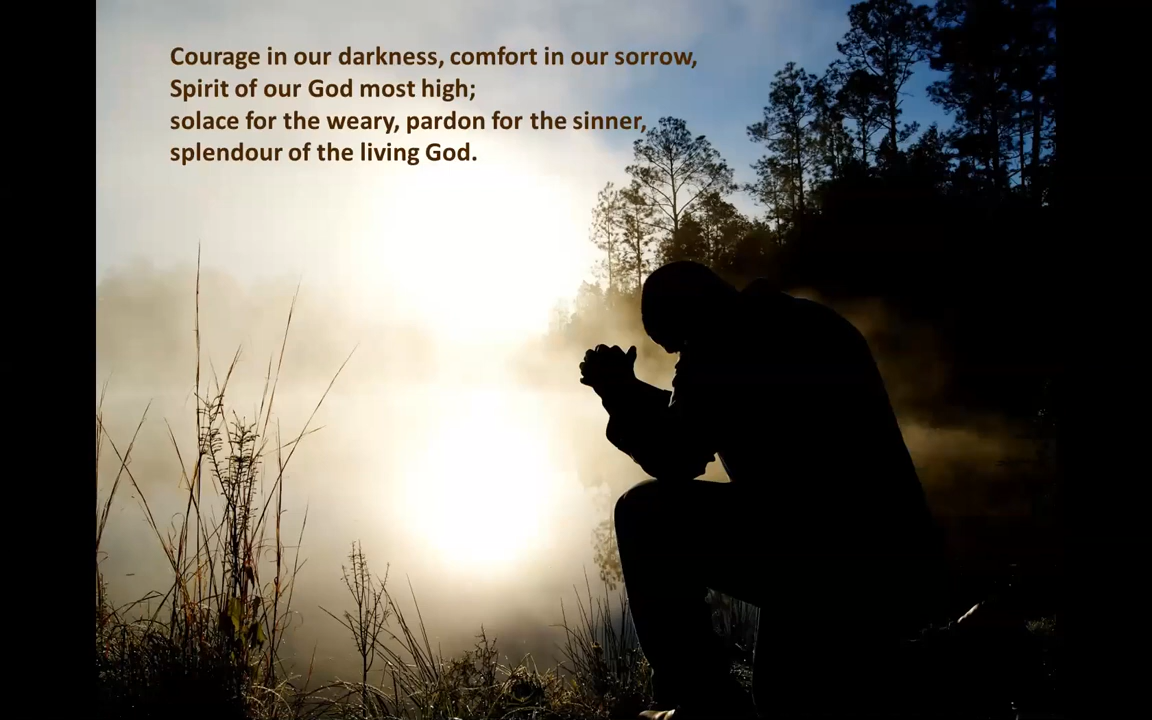 Courage in our darkness, comfort in our sorrow,
Spirit of our God most high;
solace for the weary, pardon for the sinner,
splendour of the living God.